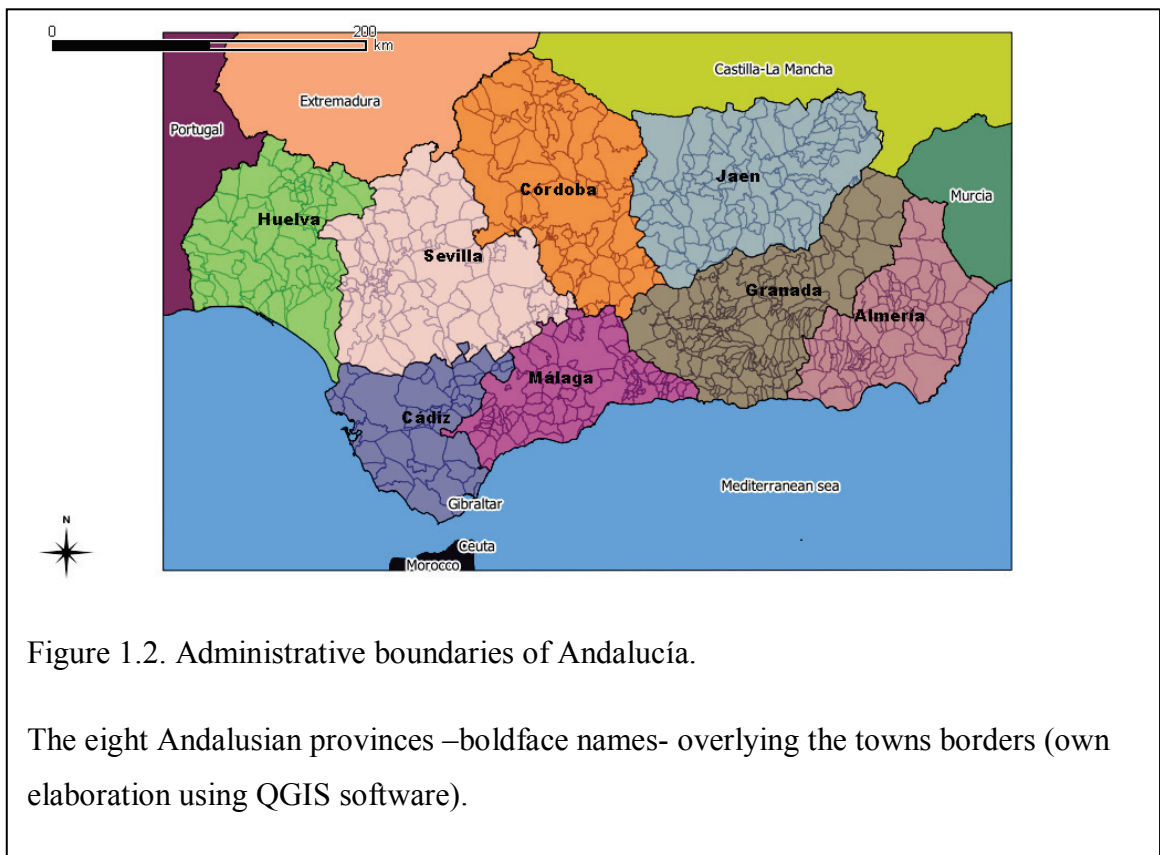 0 200
km
Castilla-La Mancha
Extremadura
Portugal
Córdoba
Jaen
Murcia
Huelva
Sevilla
Granada
Almería
Málaga
Cádiz
Mediterranean sea
Gibraltar
N
Ceuta
Morocco
Figure 1.2. Administrative boundaries of Andalucía.
The eight Andalusian provinces –boldface names- overlying the towns borders (own
elaboration using QGIS software).